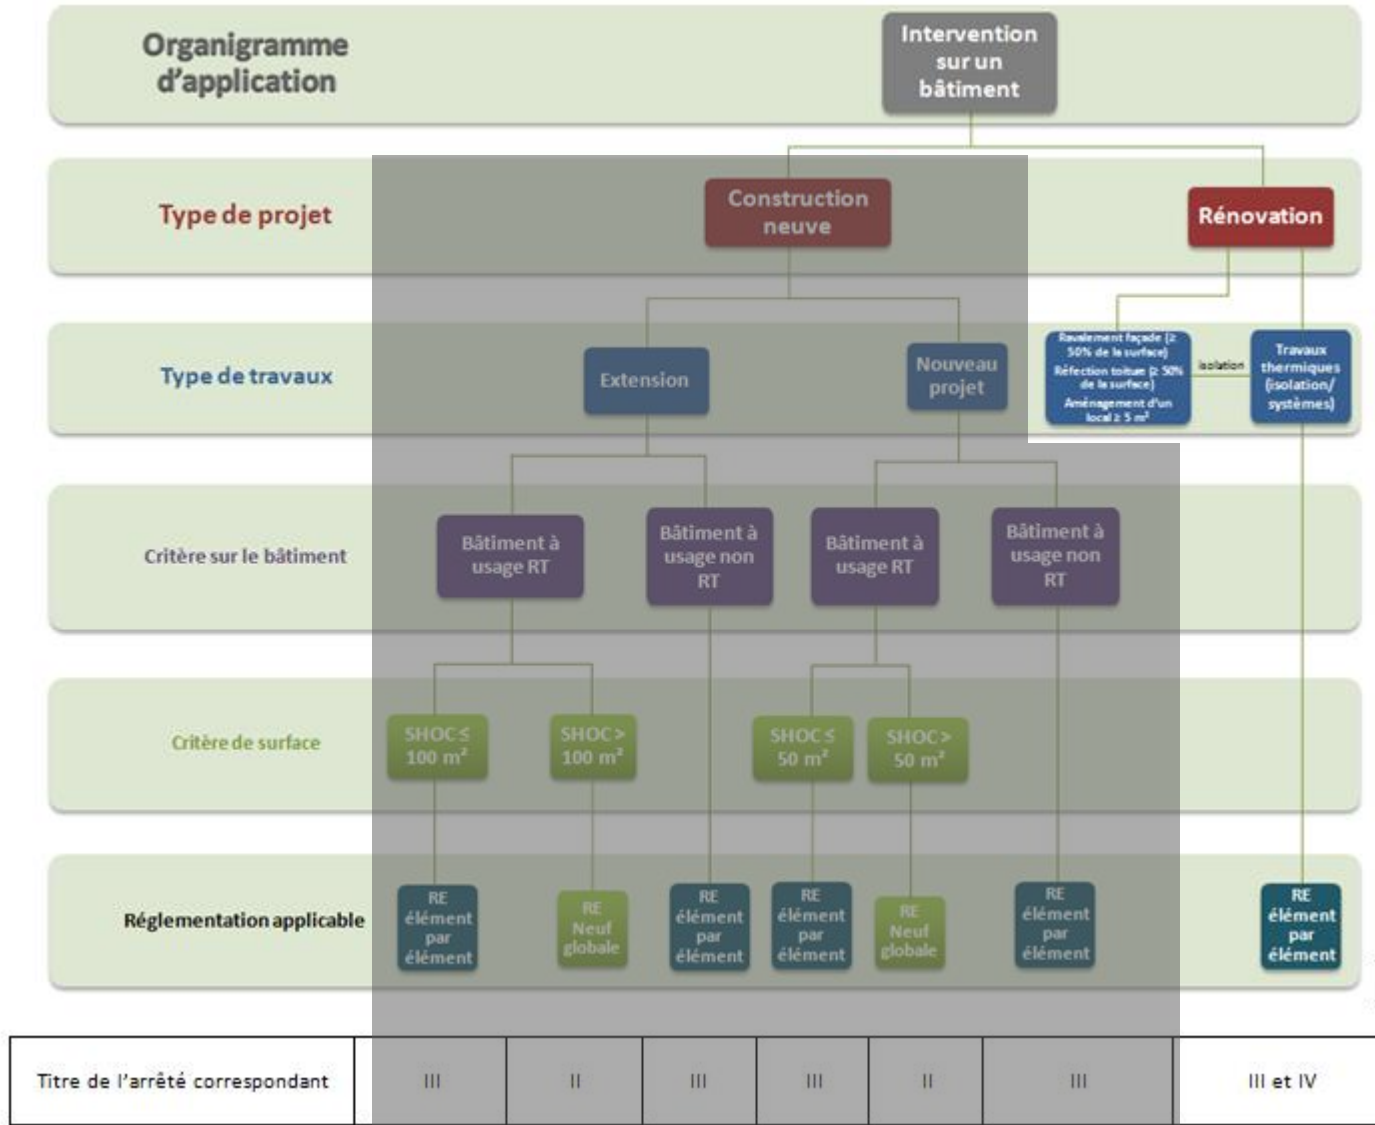 Organigramme
d'application
Intervention
sur un
bâtiment
Type de projet
Construction
neuve
Rénovation
Type de travaux
Extension
Nouveau
projet
Ravalement façade (≥
50% de la surface)
Réfection toiture (≥ 50%
de la surface)
Aménagement d'un
local ≥ 5 m²
isolation
Travaux
thermiques
(isolation/
systèmes)
Critère sur le bâtiment
Bâtiment à
usage RT
Bâtiment à
usage non
RT
Bâtiment à
usage RT
Bâtiment à
usage non
RT
Critère de surface
SHOC ≤
100 m²
SHOC >
100 m²
SHOC ≤
50 m²
SHOC >
50 m²
Réglementation applicable
RE
élément
par
élément
RE
Neuf
globale
RE
élément
par
élément
RE
élément
par
élément
RE
Neuf
globale
RE
élément
par
élément
RE
élément
par
élément
Titre de l'arrêté correspondant
III
II
III
III
II
III
III et IV